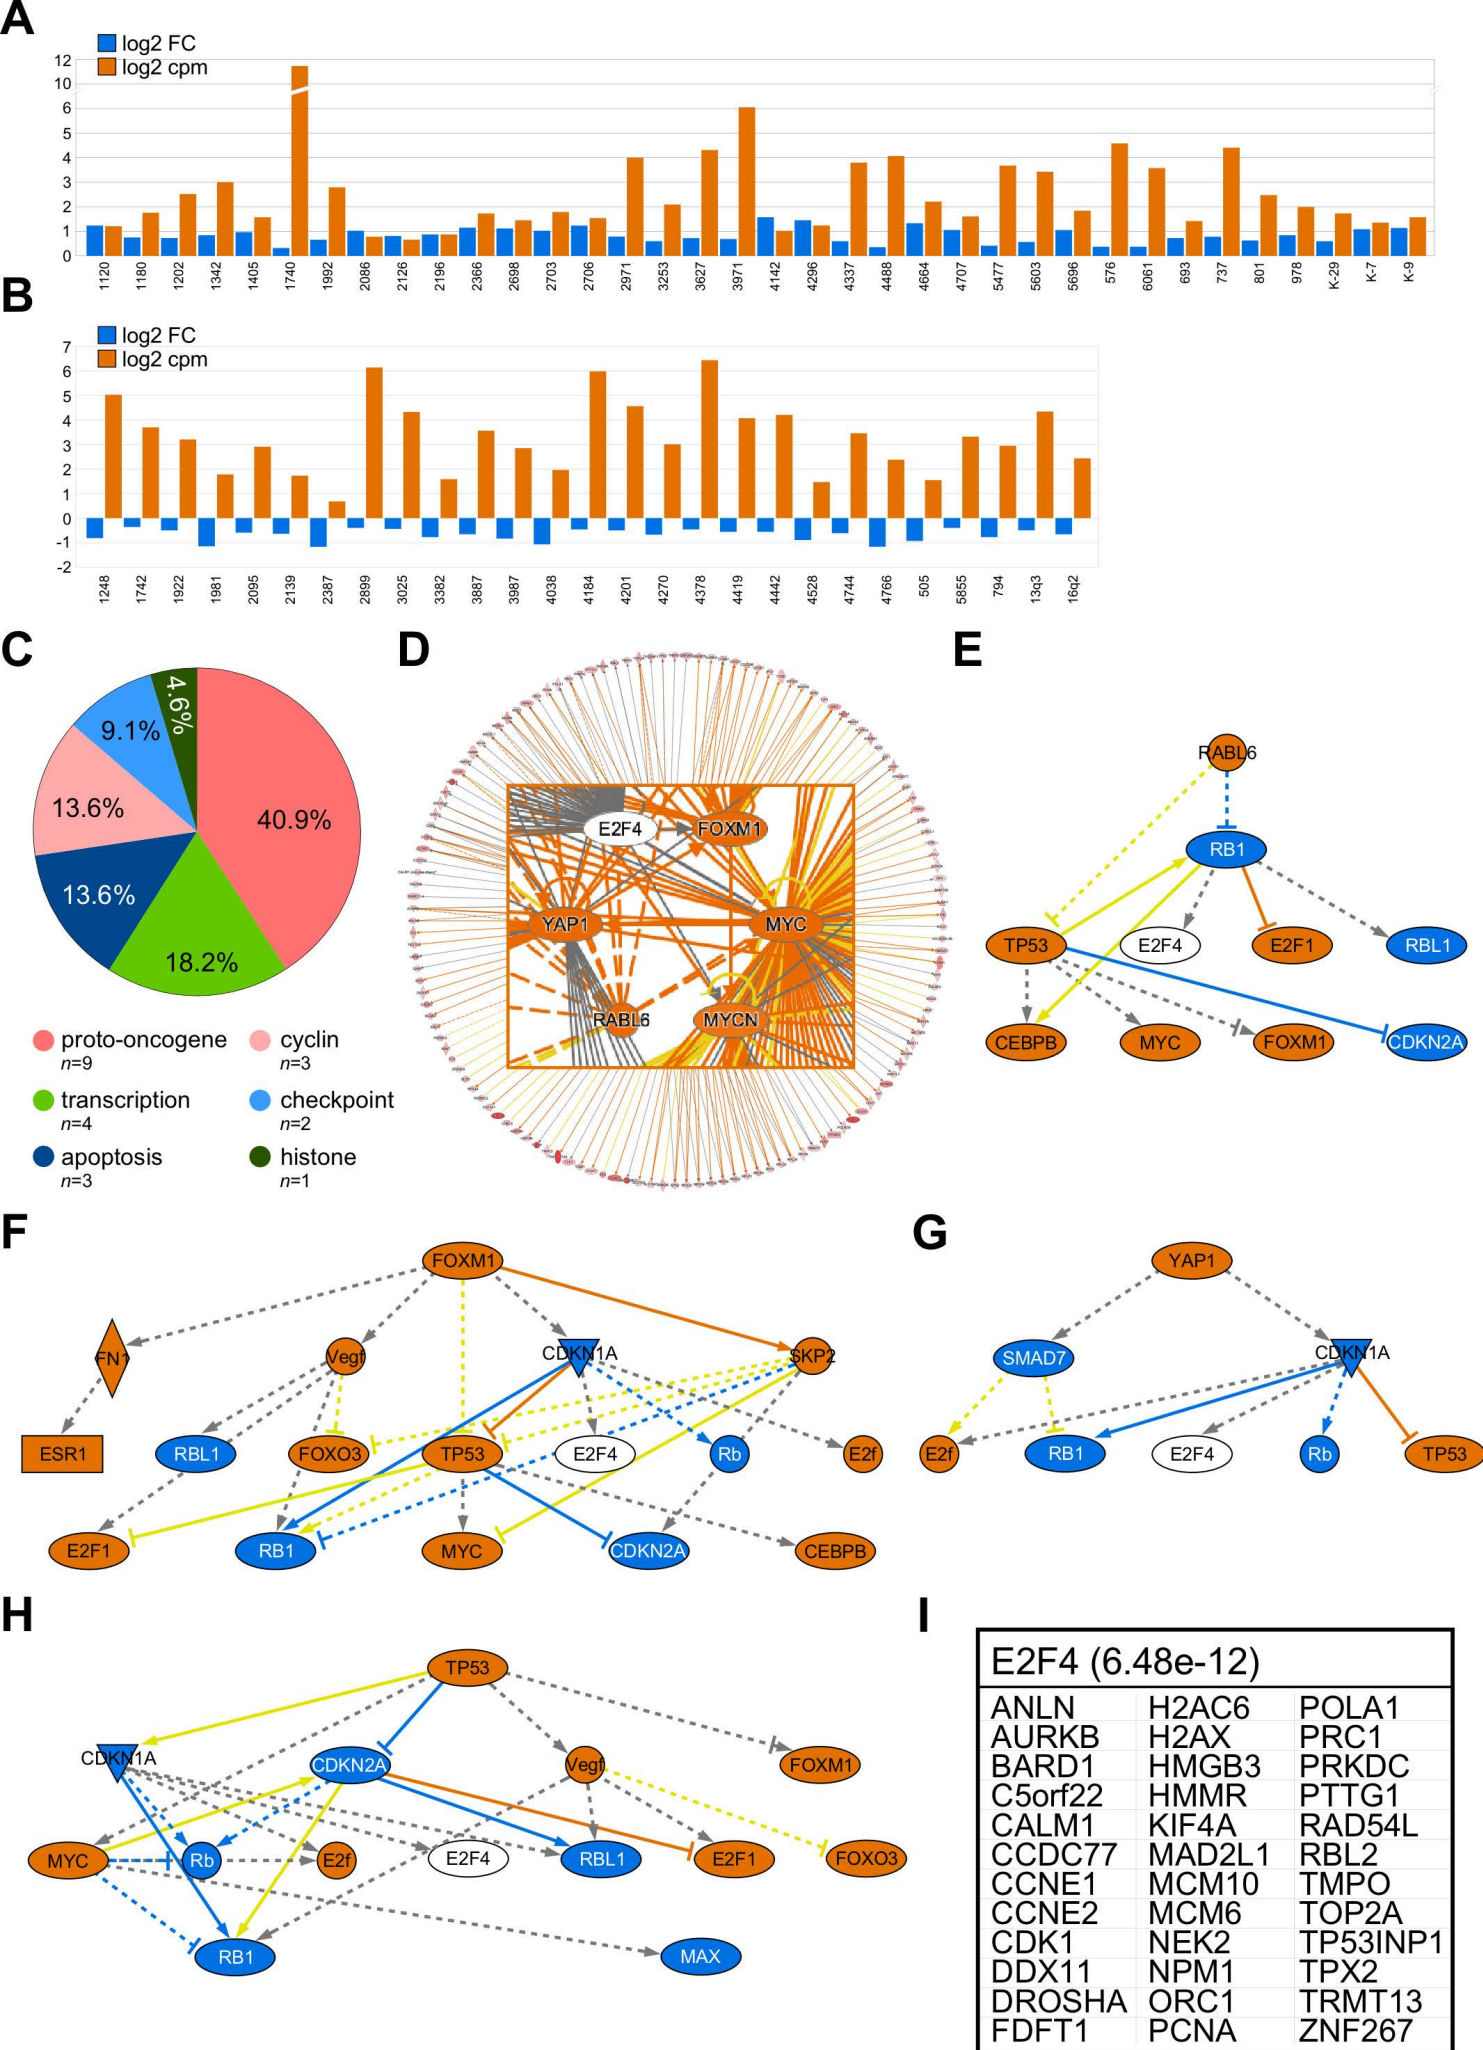 A
log2 FC
log2 cpm
12
10
6
5
4
3
2
1
0
1120 1180 1202 1342 1405 1740 1992 2086 2126 2196 2366 2698 2703 2706 2971 3253 3627 3971 4142 4296 4337 4488 4664 4707 5477 5603 5696 576 6061 693 737 801 978 K-29 K-7 K-9
B
log2 FC
log2 cpm
7
6
5
4
3
2
1
0
-1
-2
1248 1742 1922 1981 2095 2139 2387 2899 3025 3382 3887 3987 4038 4184 4201 4270 4378 4419 4442 4528 4744 4766 505 5855 794 13q3 16q2
C
4.6%
9.1%
40.9%
13.6%
13.6%
18.2%
proto-oncogene
n=9
cyclin
n=3
transcription
n=4
checkpoint
n=2
apoptosis
n=3
histone
n=1
D
E2F4
FOXM1
YAP1
MYC
RABL6
MYCN
E
RABL6
RB1
TP53
E2F4
E2F1
RBL1
CEBPB
MYC
FOXM1
CDKN2A
F
FOXM1
FN1
Vegf
CDKN1A
SKP2
ESR1
RBL1
FOXO3
TP53
E2F4
Rb
E2f
E2F1
RB1
MYC
CDKN2A
CEBPB
G
YAP1
SMAD7
CDKN1A
E2f
RB1
E2F4
Rb
TP53
H
TP53
CDKN1A
CDKN2A
Vegf
FOXM1
MYC
Rb
E2f
E2F4
RBL1
E2F1
FOXO3
RB1
MAX
I
E2F4 (6.48e-12)
ANLN H2AC6 POLA1
AURKB H2AX PRC1
BARD1 HMGB3 PRKDC
C5orf22 HMMR PTTG1
CALM1 KIF4A RAD54L
CCDC77 MAD2L1 RBL2
CCNE1 MCM10 TMPO
CCNE2 MCM6 TOP2A
CDK1 NEK2 TP53INP1
DDX11 NPM1 TPX2
DROSHA ORC1 TRMT13
FDFT1 PCNA ZNF267